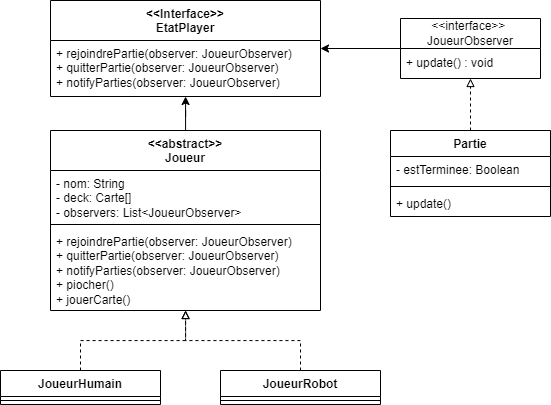 <<Interface>>
EtatPlayer
+ rejoindrePartie(observer: JoueurObserver)
+ quitterPartie(observer: JoueurObserver)
+ notifyParties(observer: JoueurObserver)
<<interface>>
JoueurObserver
+ update() : void
<<abstract>>
Joueur
- nom: String
- deck: Carte[]
- observers: List<JoueurObserver>
+ rejoindrePartie(observer: JoueurObserver)
+ quitterPartie(observer: JoueurObserver)
+ notifyParties(observer: JoueurObserver)
+ piocher()
+ jouerCarte()
Partie
- estTerminee: Boolean
+ update()
JoueurHumain
JoueurRobot